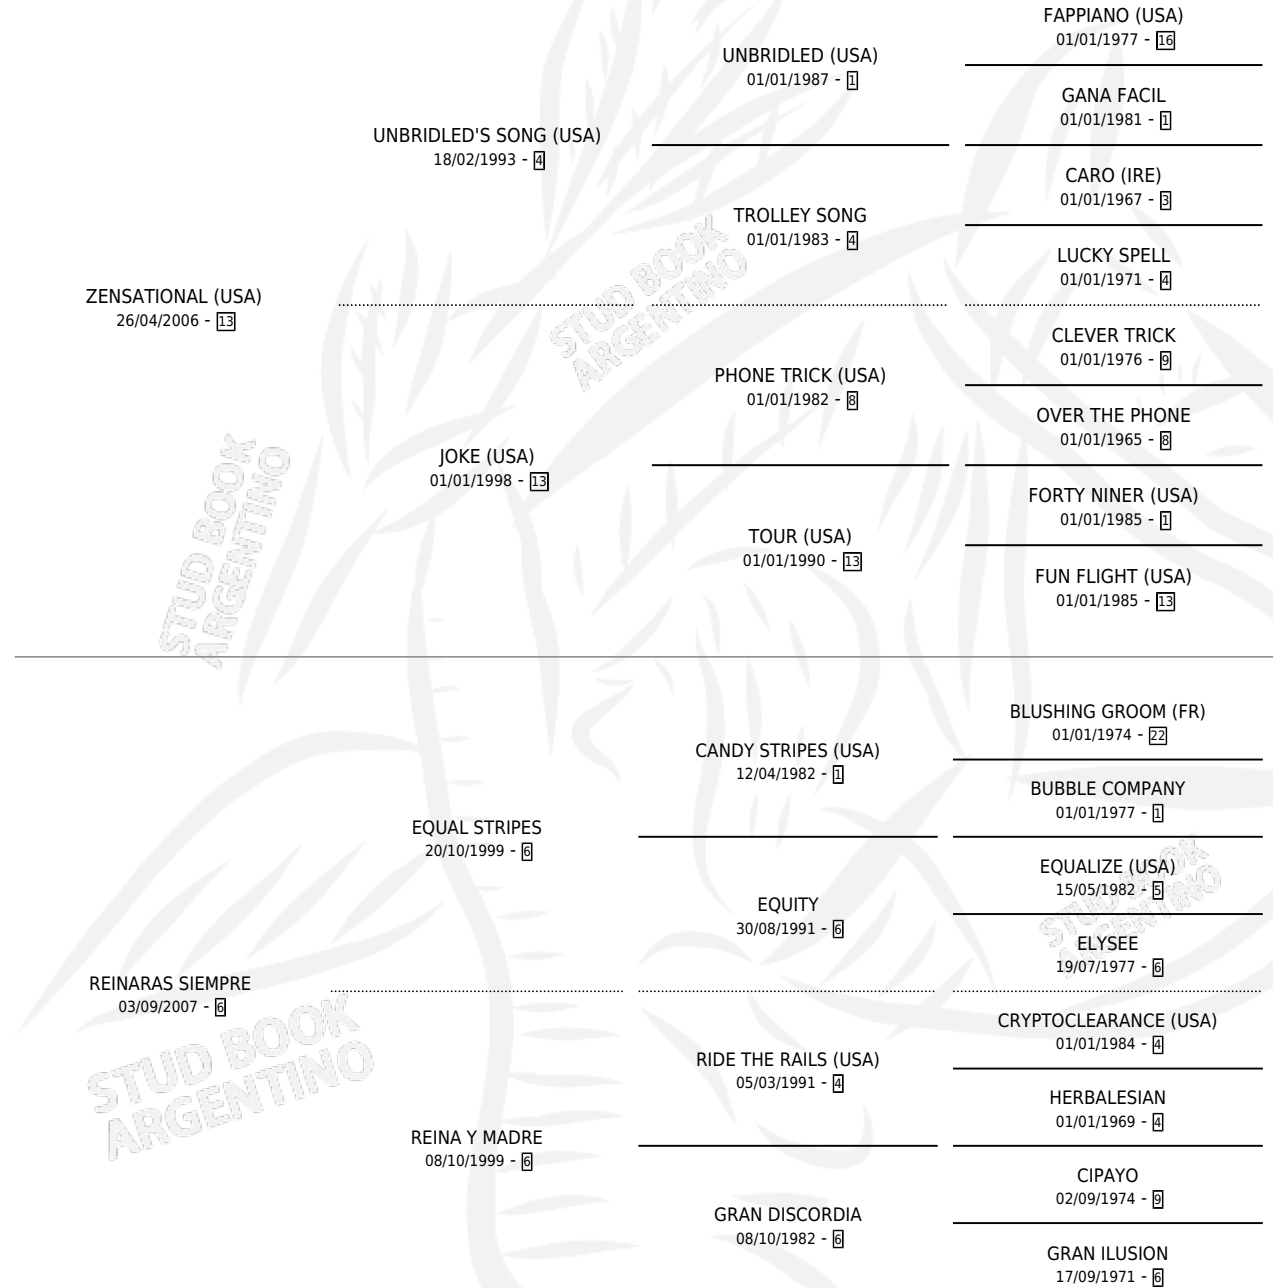 FAPPIANO (USA)
01/01/1977 - 16
UNBRIDLED (USA)
01/01/1987 - 1
GANA FACIL
01/01/1981 - 1
UNBRIDLED'S SONG (USA)
18/02/1993 - 4
CARO (IRE)
01/01/1967 - 3
TROLLEY SONG
01/01/1983 - 4
LUCKY SPELL
01/01/1971 - 4
STUD BOOK
ARGENTINO
ZENSATIONAL (USA)
26/04/2006 - 13
CLEVER TRICK
01/01/1976 - 9
PHONE TRICK (USA)
01/01/1982 - 8
OVER THE PHONE
01/01/1965 - 8
JOKE (USA)
01/01/1998 - 13
FORTY NINER (USA)
01/01/1985 - 1
TOUR (USA)
01/01/1990 - 13
FUN FLIGHT (USA)
01/01/1985 - 13
STUD BOOK
ARGENTINO
BLUSHING GROOM (FR)
01/01/1974 - 22
CANDY STRIPES (USA)
12/04/1982 - 1
BUBBLE COMPANY
01/01/1977 - 1
EQUAL STRIPES
20/10/1999 - 6
EQUALIZE (USA)
15/05/1982 - 5
EQUITY
30/08/1991 - 6
ELYSEE
19/07/1977 - 6
STUD BOOK
ARGENTINO
REINARAS SIEMPRE
03/09/2007 - 6
CRYPTOCLEARANCE (USA)
01/01/1984 - 4
RIDE THE RAILS (USA)
05/03/1991 - 4
HERBALESIAN
01/01/1969 - 4
STUD BOOK
ARGENTINO
REINA Y MADRE
08/10/1999 - 6
CIPAYO
02/09/1974 - 9
GRAN DISCORDIA
08/10/1982 - 6
GRAN ILUSION
17/09/1971 - 6